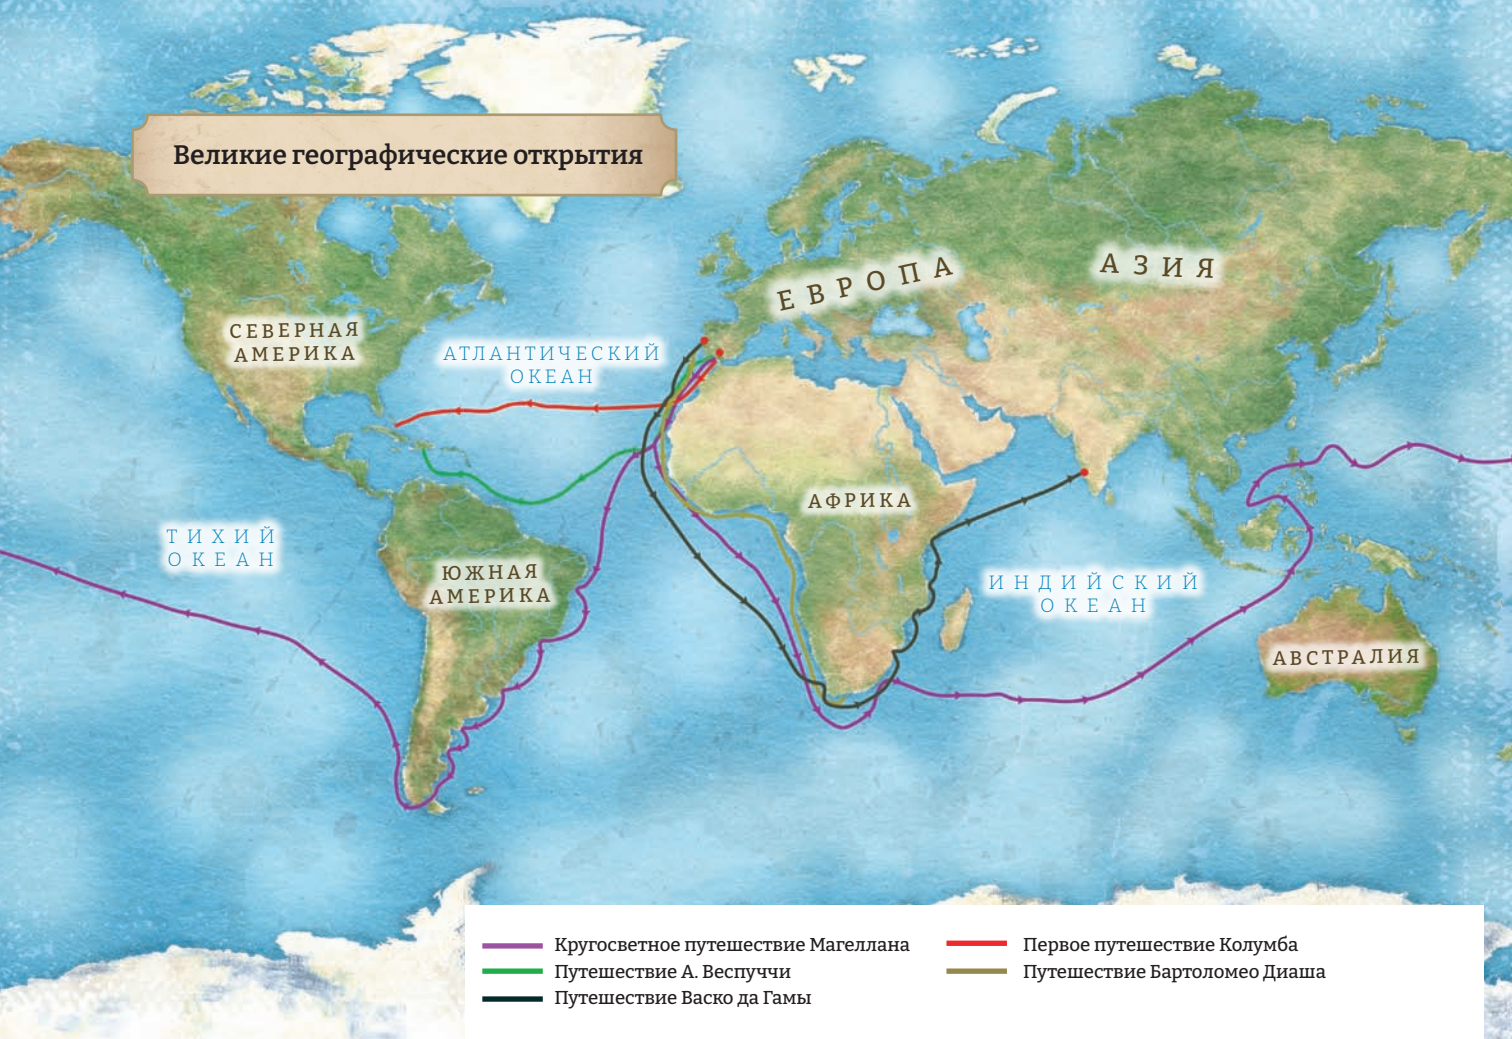 Великие географические открытия
АЗИЯ
ЕВРОПА
СЕВЕРНАЯ
АМЕРИКА
АТЛАНТИЧЕСКИЙ
ОКЕАН
АФРИКА
ТИХИЙ
ОКЕАН
ЮЖНАЯ
АМЕРИКА
ИНДИЙСКИЙ
ОКЕАН
АВСТРАЛИЯ
Кругосветное путешествие Магеллана
Путешествие А. Веспуччи
Путешествие Васко да Гамы
Первое путешествие Колумба
Путешествие Бартоломео Диаша